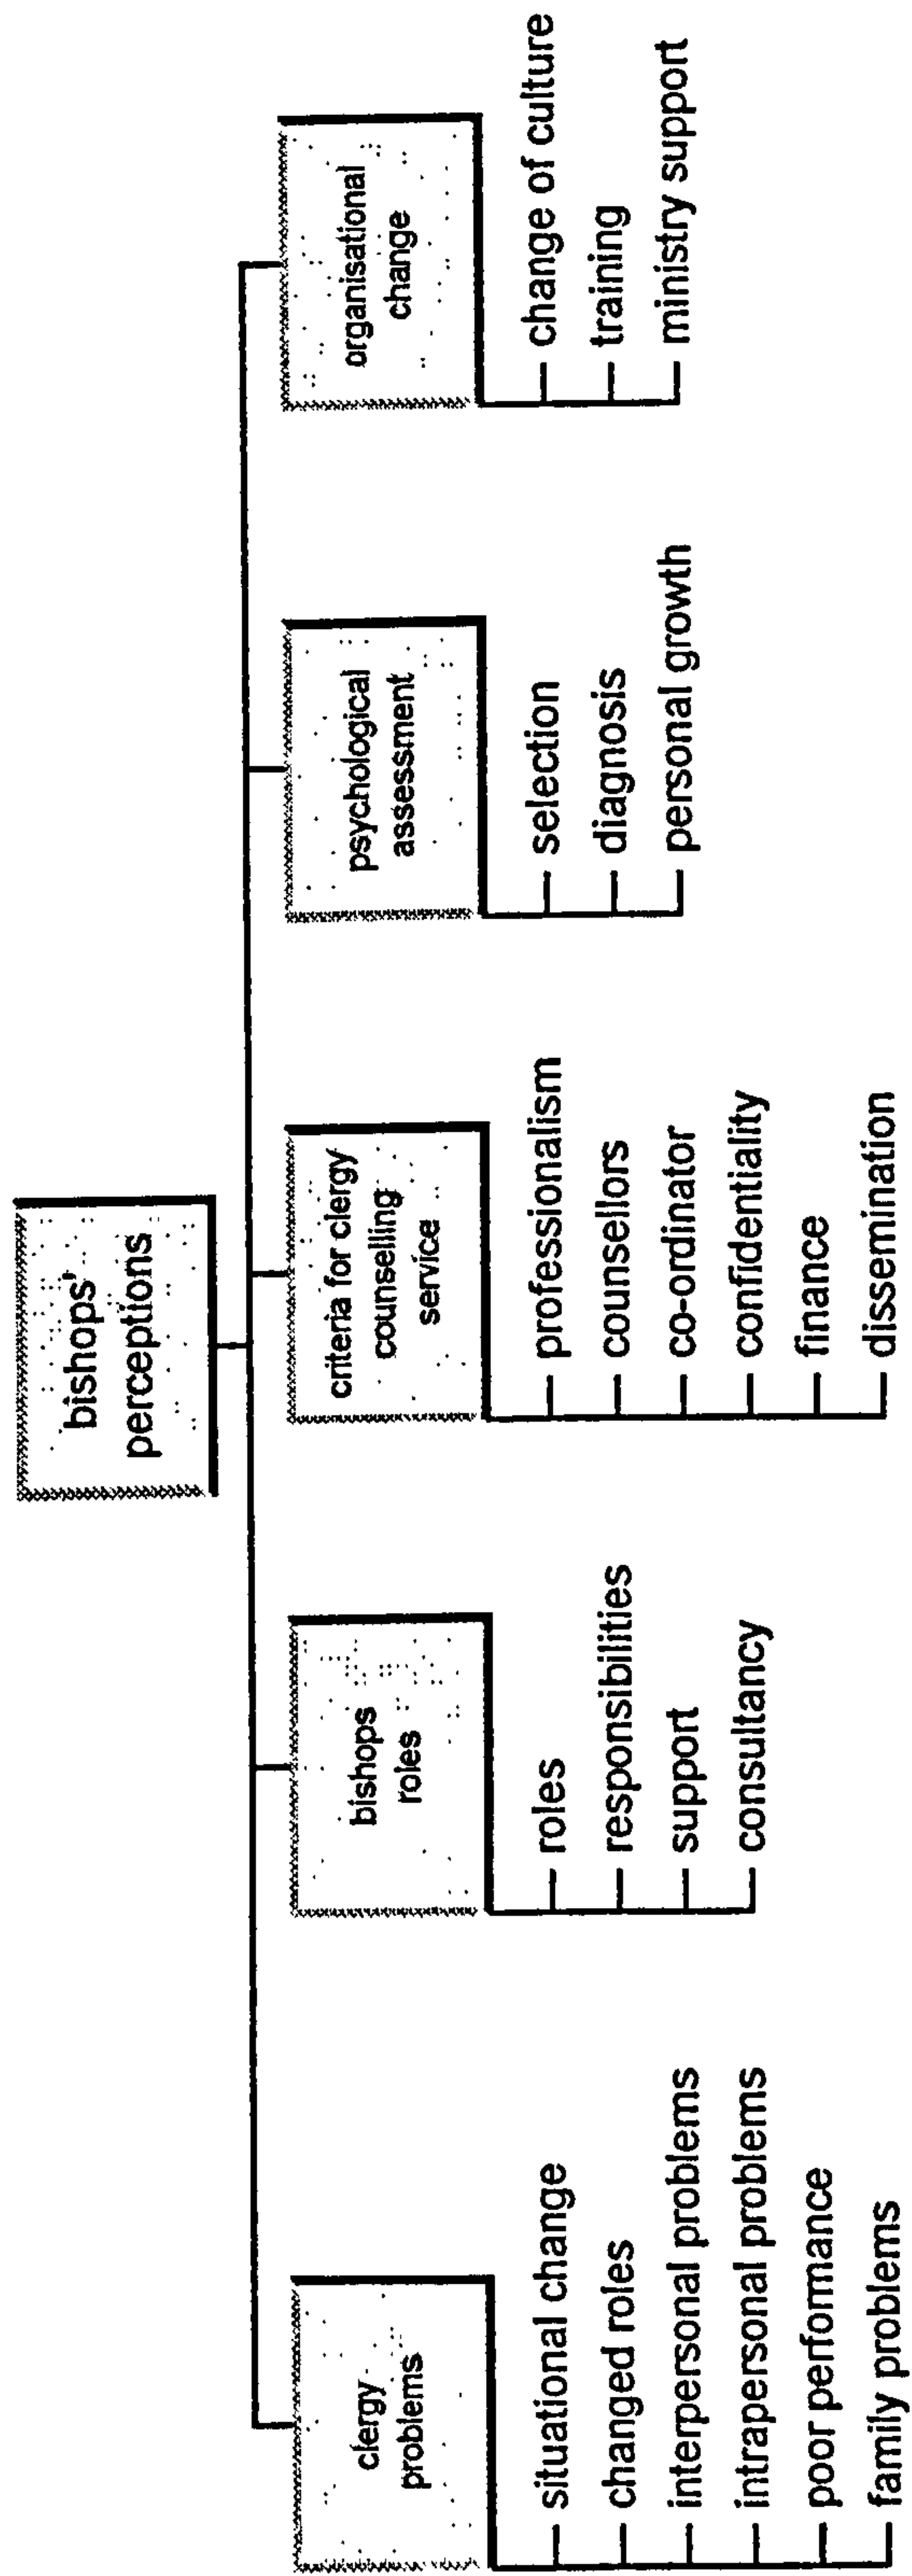 bishops'
perceptions
clergy
problems
situational change
changed roles
interpersonal problems
intrapersonal problems
poor performance
family problems
bishops
roles
roles
responsibilities
support
consultancy
criteria for clergy
counselling
service
professionalism
counsellors
co-ordinator
confidentiality
finance
dissemination
psychological
assessment
selection
diagnosis
personal growth
organisational
change
change of culture
training
ministry support